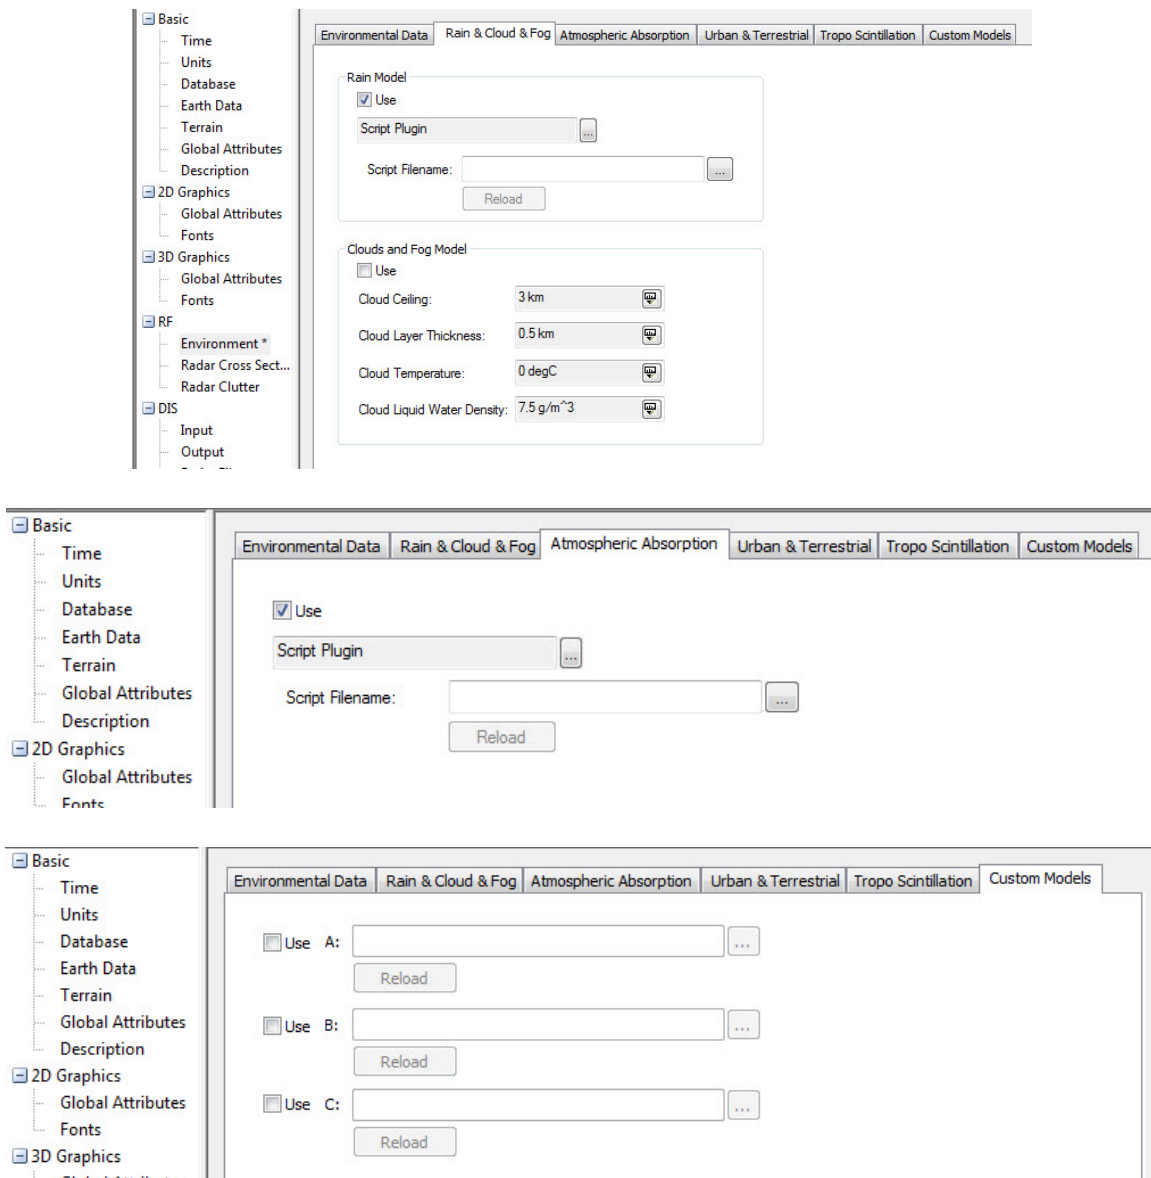 Basic
Time
Units
Database
Earth Data
Terrain
Global Attributes
Description
2D Graphics
Global Attributes
Fonts
3D Graphics
Global Attributes
Fonts
RF
Environment *
Radar Cross Sect...
Radar Clutter
DIS
Input
Output
Environmental Data Rain & Cloud & Fog Atmospheric Absorption Urban & Terrestrial Tropo Scintillation Custom Models
Rain Model
Use
Script Plugin ...
Script Filename: ...
Reload
Clouds and Fog Model
Use
Cloud Ceiling: 3 km
Cloud Layer Thickness: 0.5 km
Cloud Temperature: 0 degC
Cloud Liquid Water Density: 7.5 g/m^3
Basic
Time
Units
Database
Earth Data
Terrain
Global Attributes
Description
2D Graphics
Global Attributes
Fonts
Environmental Data Rain & Cloud & Fog Atmospheric Absorption Urban & Terrestrial Tropo Scintillation Custom Models
Use
Script Plugin ...
Script Filename: ...
Reload
Basic
Time
Units
Database
Earth Data
Terrain
Global Attributes
Description
2D Graphics
Global Attributes
Fonts
3D Graphics
Environmental Data Rain & Cloud & Fog Atmospheric Absorption Urban & Terrestrial Tropo Scintillation Custom Models
Use A: ...
Reload
Use B: ...
Reload
Use C: ...
Reload